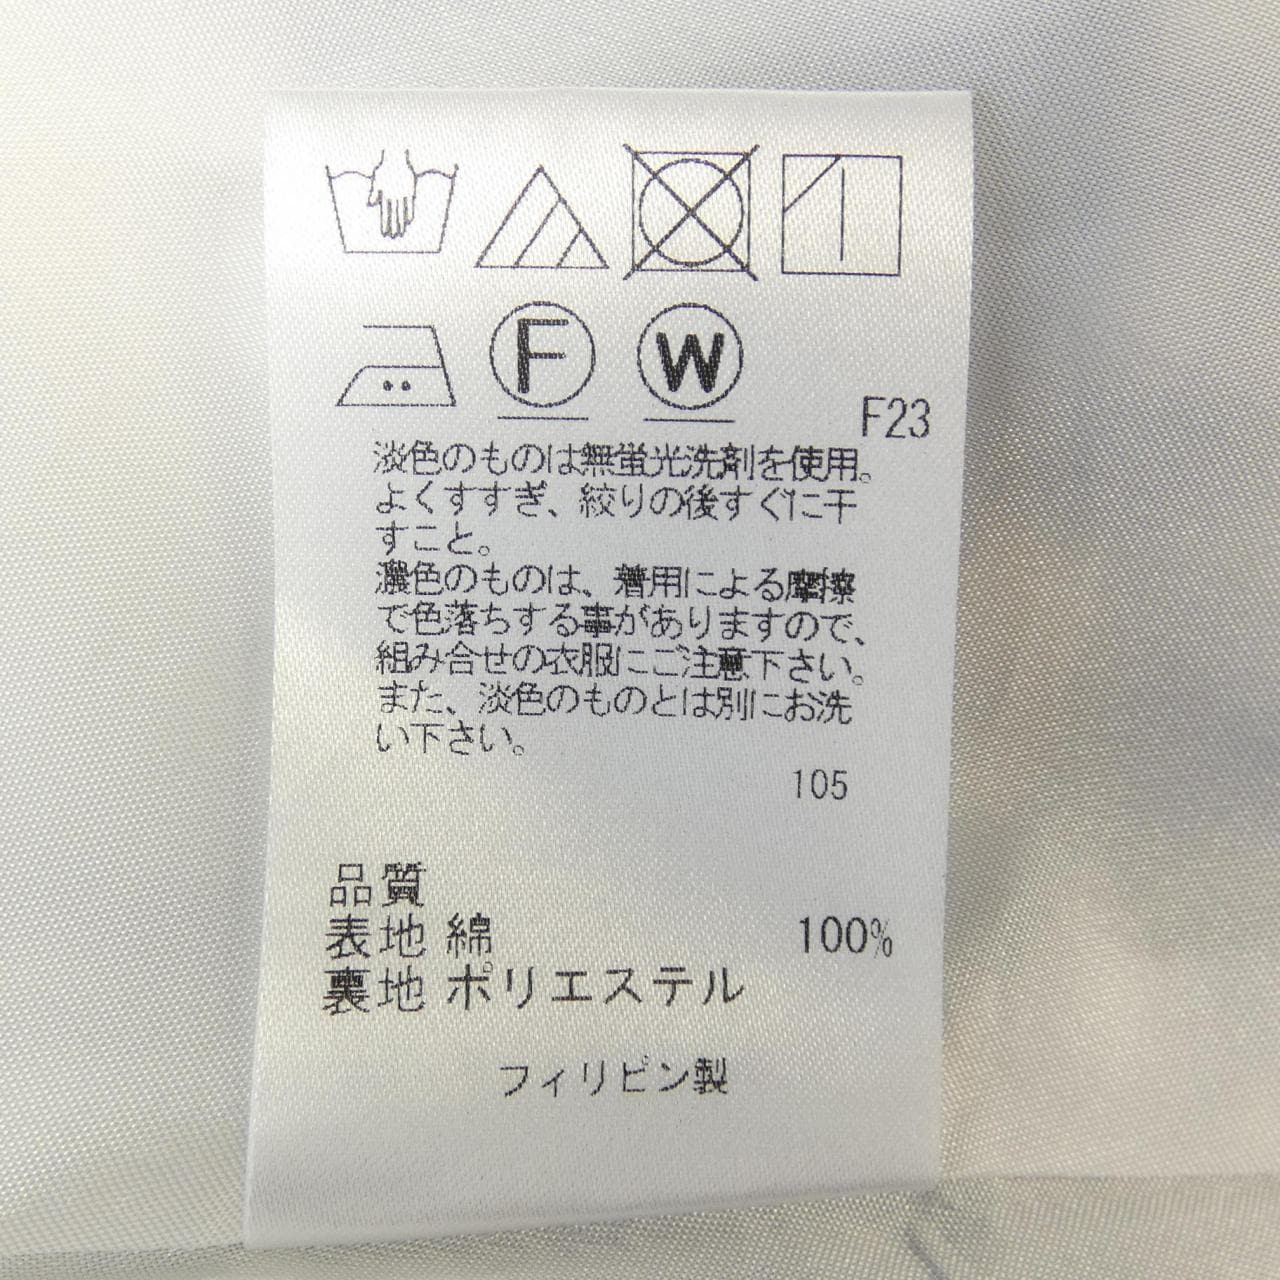 F
W
F23
淡色のものは無蛍光洗剤を使用。
よくすすぎ、絞りの後すぐに干
すこと。
濃色のものは、着用による摩擦
で色落ちする事がありますので、
組み合せの衣服にご注意下さい。
また、淡色のものとは別にお洗
い下さい。
105
品質
表地 綿 100%
裏地 ポリエステル
フィリピン製